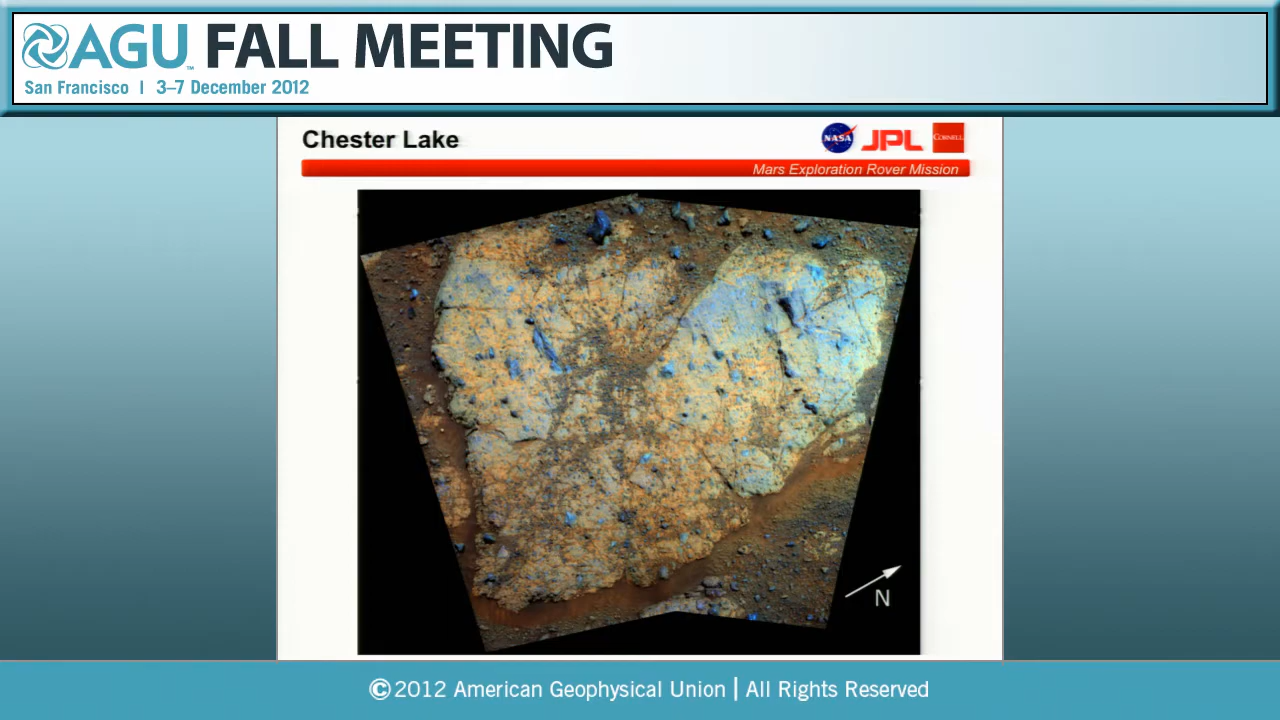 AGU FALL MEETING
San Francisco | 3–7 December 2012
Chester Lake
NASA JPL CORNELL
Mars Exploration Rover Mission
N
©2012 American Geophysical Union | All Rights Reserved